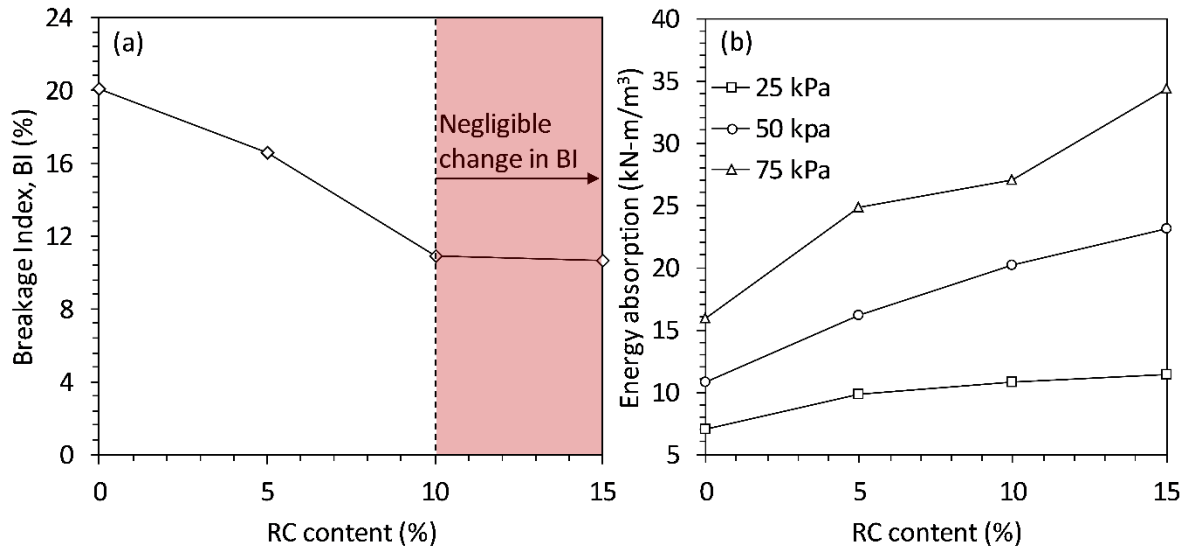 (a)
24
20
16
12
8
4
0
Breakage Index, BI (%)
Negligible
change in BI
0 5 10 15
RC content (%)
(b)
40
35
30
25
20
15
10
5
Energy absorption (kN-m/m³)
25 kPa
50 kpa
75 kPa
0 5 10 15
RC content (%)